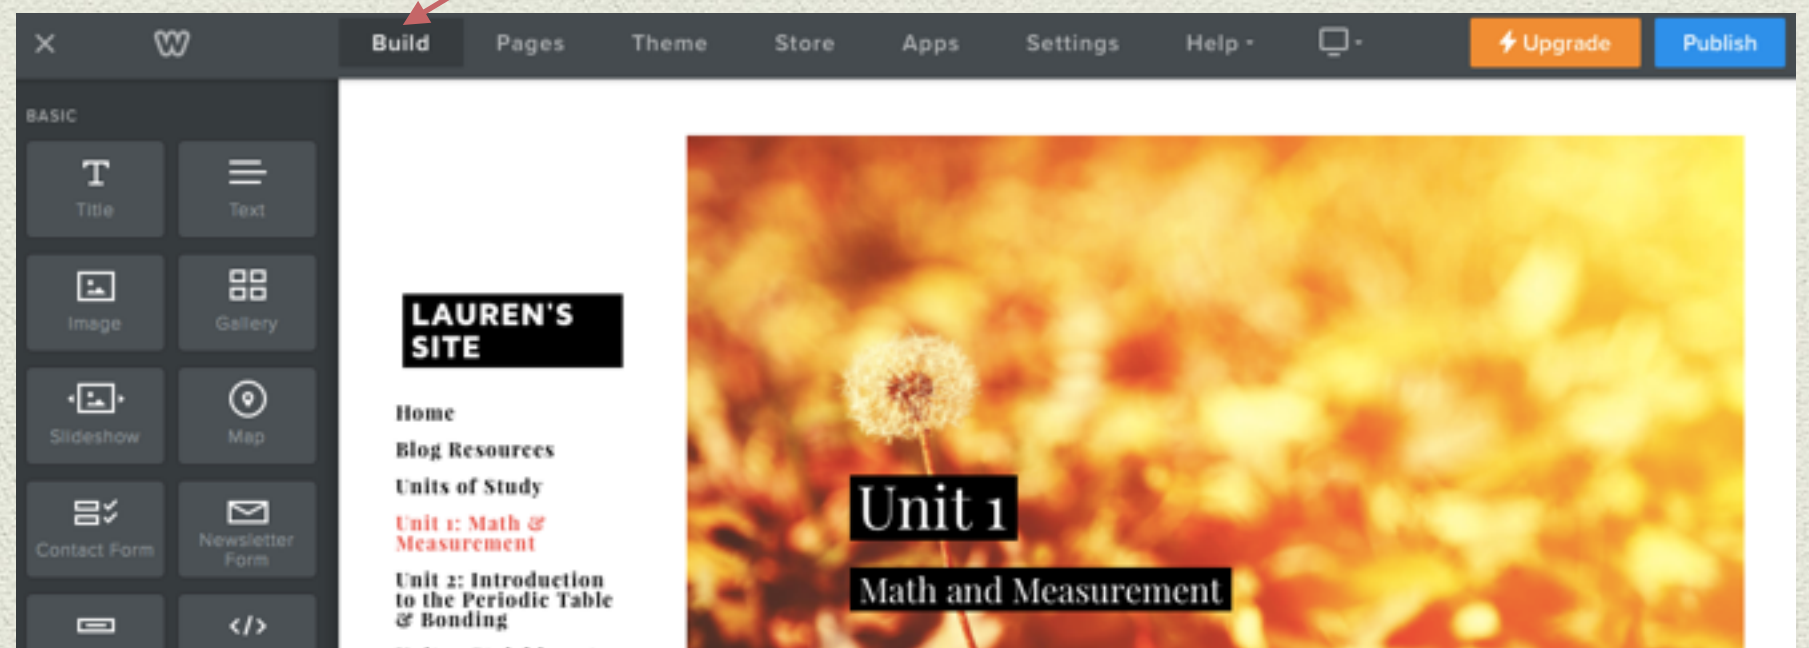 Build Pages Theme Store Apps Settings Help Upgrade Publish
BASIC
Title Text
Image Gallery
Slideshow Map
Contact Form Newsletter
Form
LAUREN'S
SITE
Home
Blog Resources
Units of Study
Unit 1: Math &
Measurement
Unit 2: Introduction
to the Periodic Table
& Bonding
Unit 1
Math and Measurement